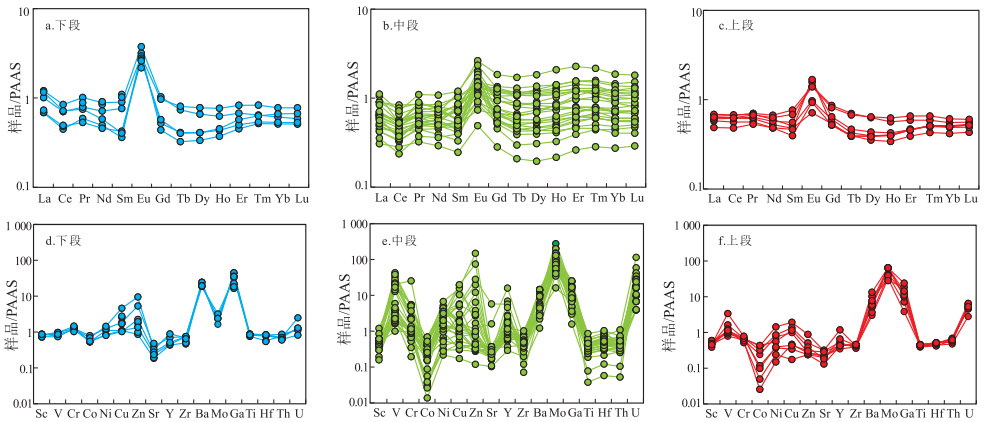 10
1
0.1
样品/PAAS
a.下段
La Ce Pr Nd Sm Eu Gd Tb Dy Ho Er Tm Yb Lu
10
1
0.1
样品/PAAS
b.中段
La Ce Pr Nd Sm Eu Gd Tb Dy Ho Er Tm Yb Lu
10
1
0.1
样品/PAAS
c.上段
La Ce Pr Nd Sm Eu Gd Tb Dy Ho Er Tm Yb Lu
1 000
100
10
1
0.1
0.01
样品/PAAS
d.下段
Sc V Cr Co Ni Cu Zn Sr Y Zr Ba Mo Ga Ti Hf Th U
1 000
100
10
1
0.1
0.01
样品/PAAS
e.中段
Sc V Cr Co Ni Cu Zn Sr Y Zr Ba Mo Ga Ti Hf Th U
1 000
100
10
1
0.1
0.01
样品/PAAS
f.上段
Sc V Cr Co Ni Cu Zn Sr Y Zr Ba Mo Ga Ti Hf Th U